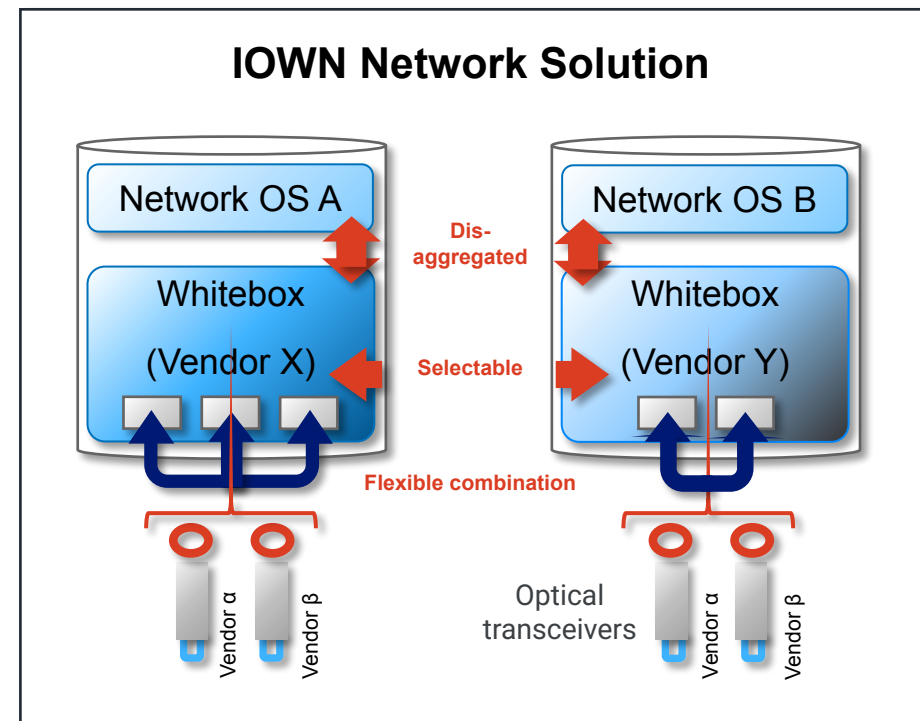 IOWN Network Solution
Network OS A
Network OS B
Dis-
aggregated
Whitebox
(Vendor X)
Selectable
Whitebox
(Vendor Y)
Flexible combination
Vendor α
Vendor β
Optical
transceivers
Vendor α
Vendor β